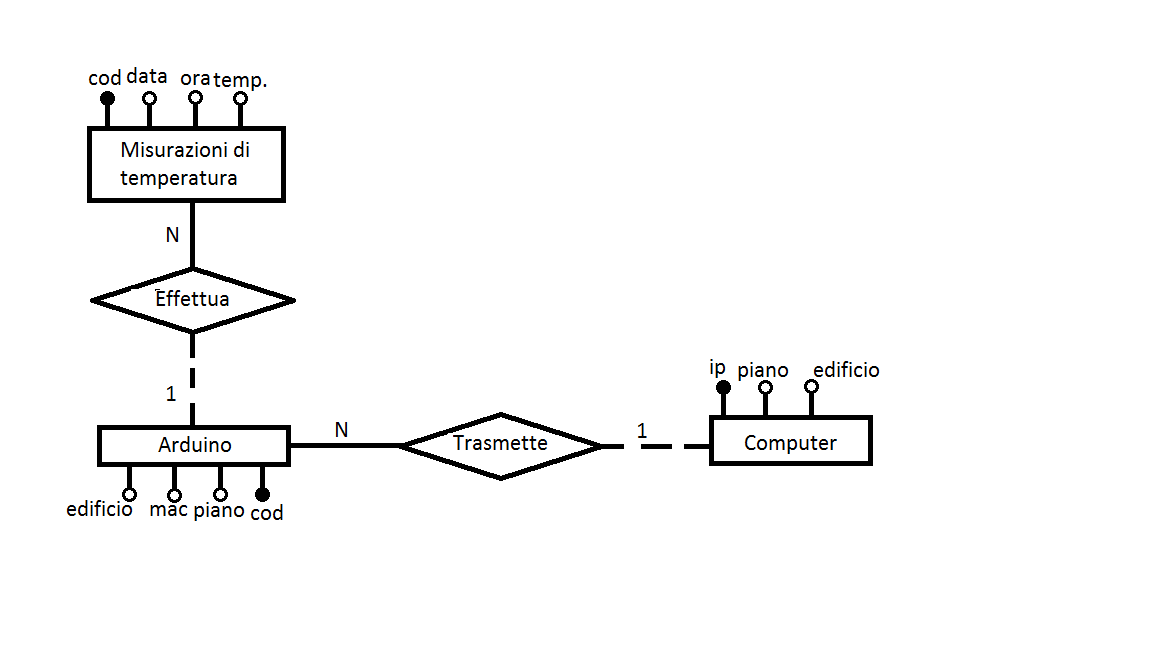 cod data ora temp.
Misurazioni di
temperatura
N
Effettua
1
Arduino
edificio mac piano cod
N
Trasmette
1
ip piano edificio
Computer